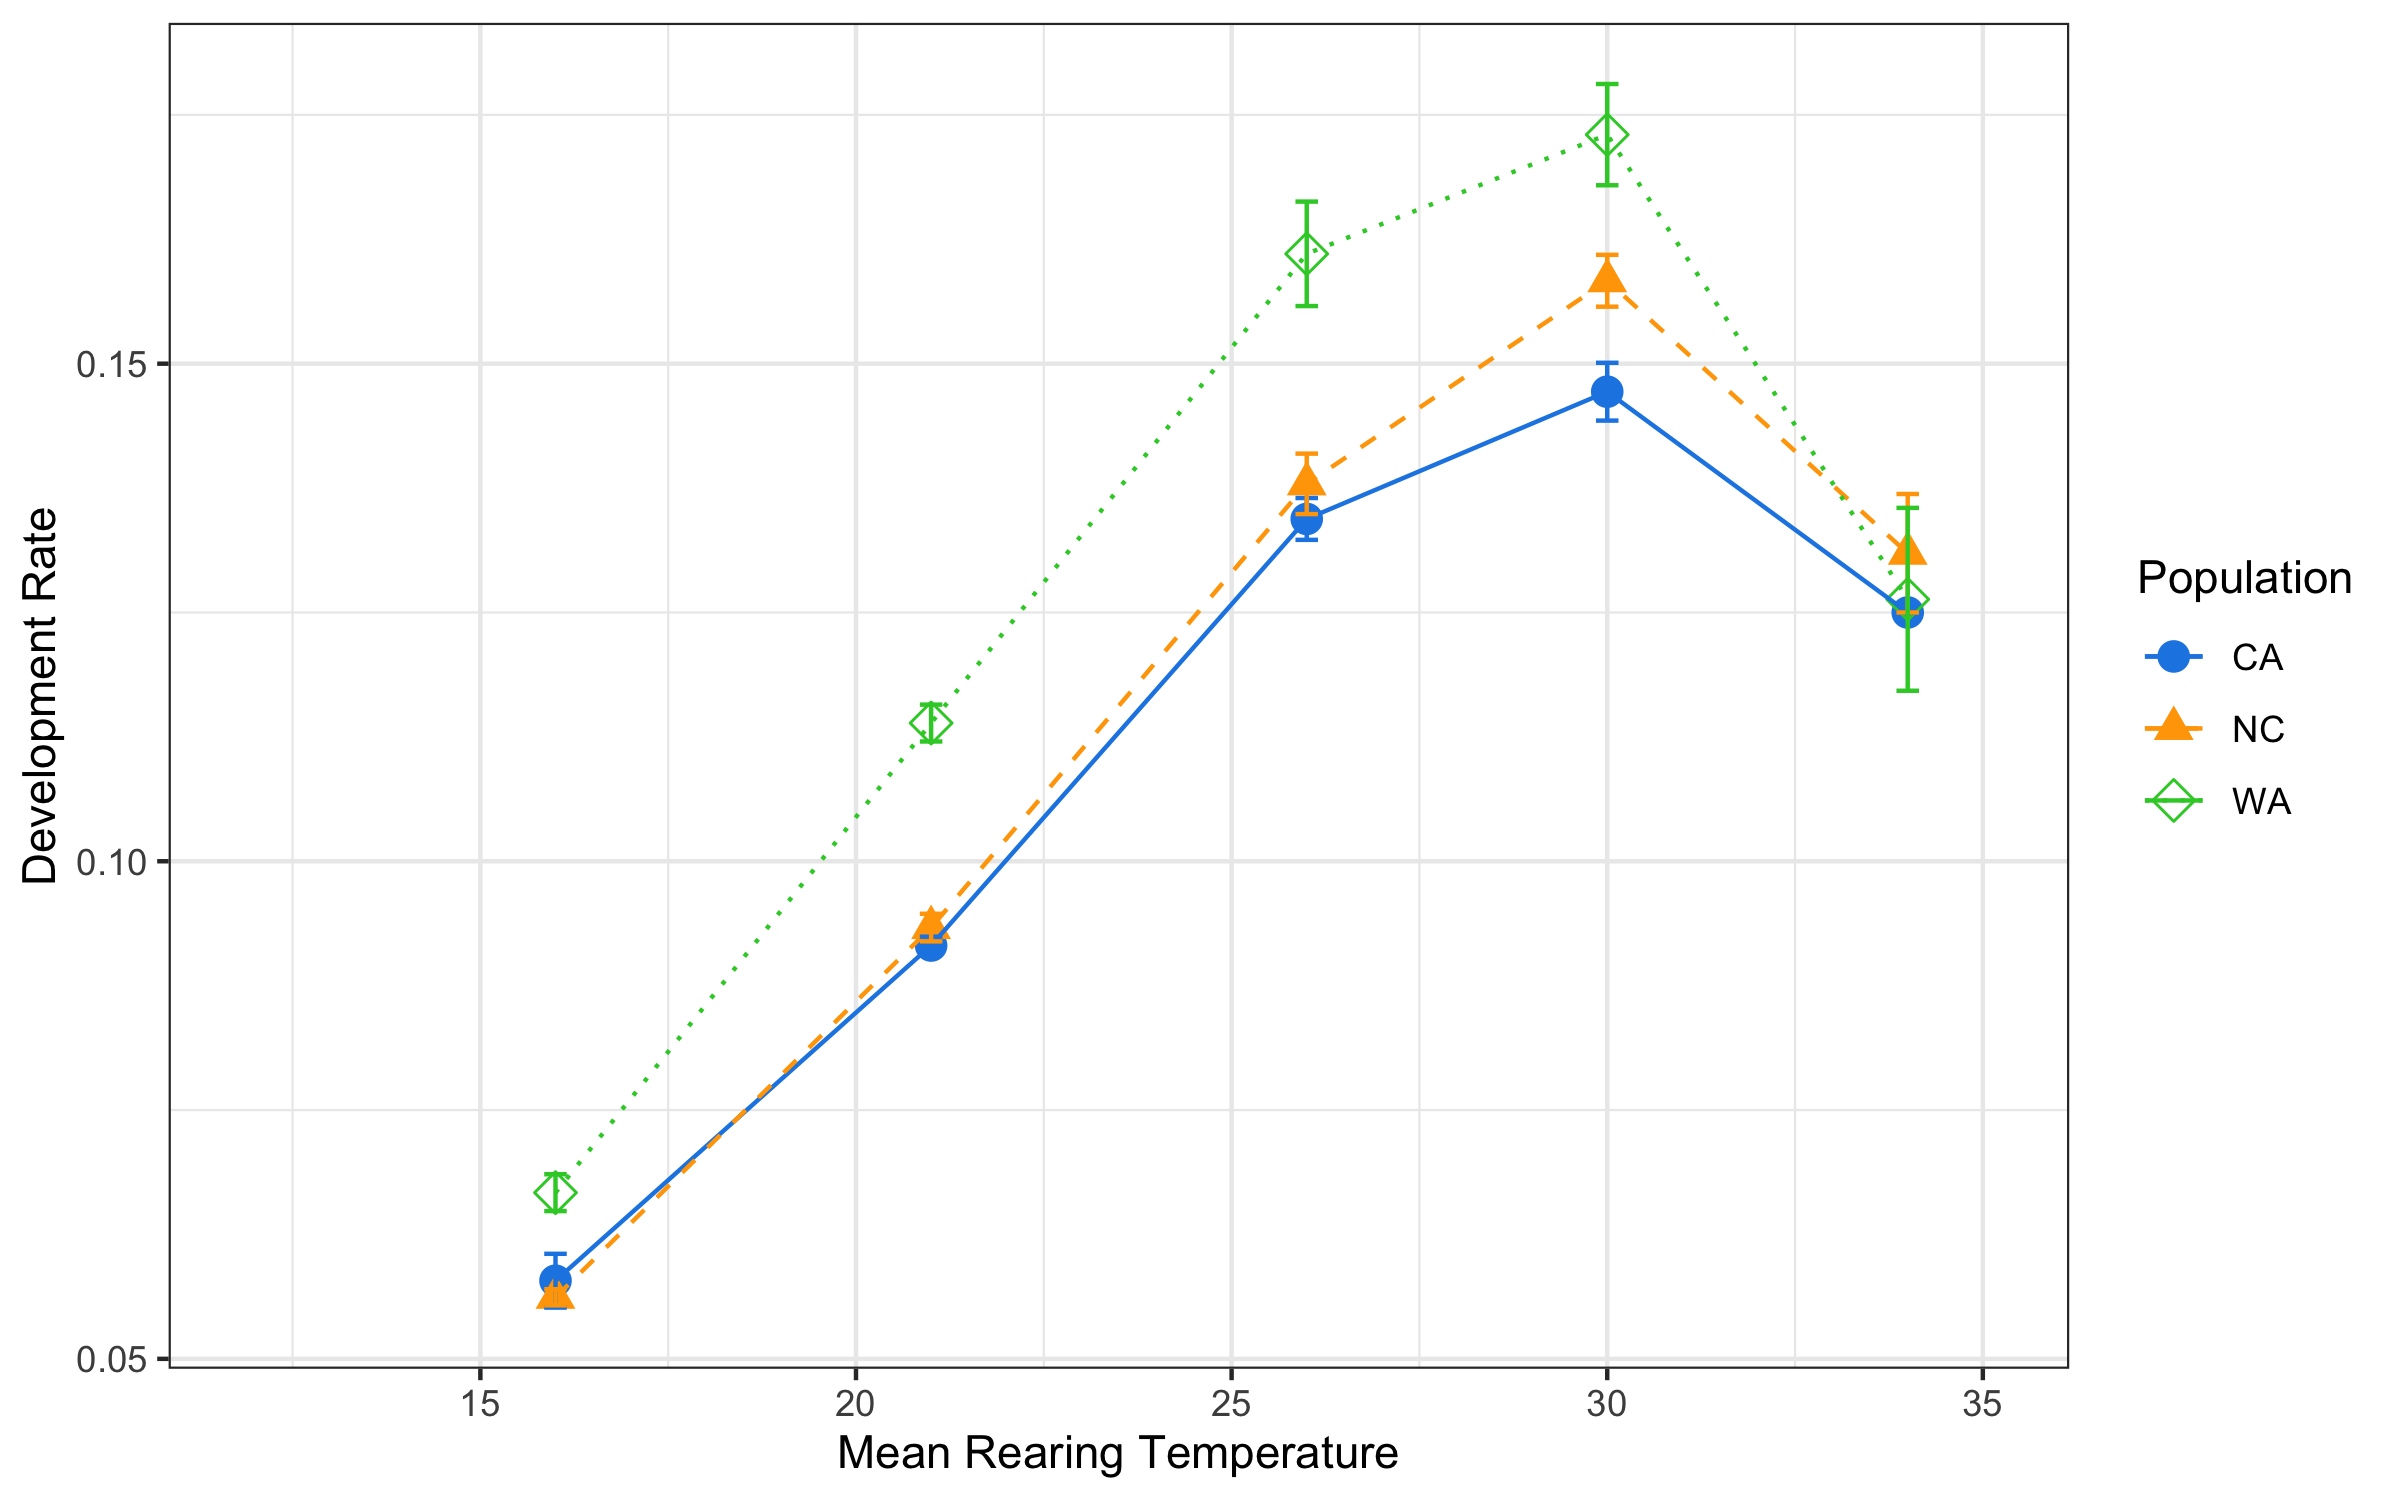 Development Rate
0.15
0.10
0.05
15 20 25 30 35
Mean Rearing Temperature
Population
CA
NC
WA